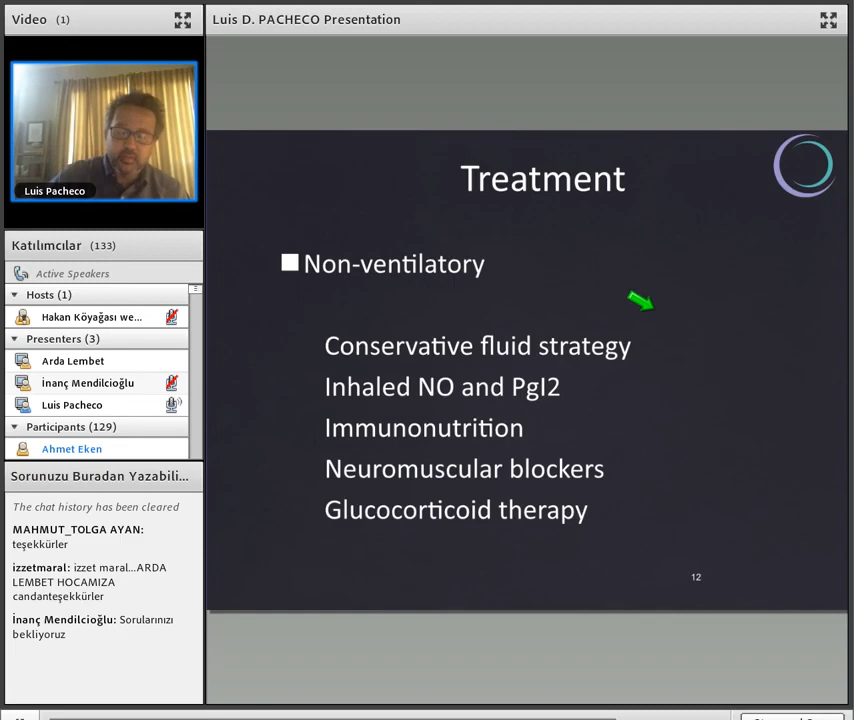 Video (1)
Luis Pacheco
Katılımcılar (133)
Active Speakers
Hosts (1)
Hakan Köyağası we...
Presenters (3)
Arda Lembet
İnanç Mendilcioğlu
Luis Pacheco
Participants (129)
Ahmet Eken
Sorunuzu Buradan Yazabili...
The chat history has been cleared
MAHMUT_TOLGA AYAN:
teşekkürler
izzetmaral: izzet maral...ARDA
LEMBET HOCAMIZA
candanteşekkürler
İnanç Mendilcioğlu: Sorularınızı
bekliyoruz
Luis D. PACHECO Presentation
Treatment
Non-ventilatory
Conservative fluid strategy
Inhaled NO and PgI2
Immunonutrition
Neuromuscular blockers
Glucocorticoid therapy
12